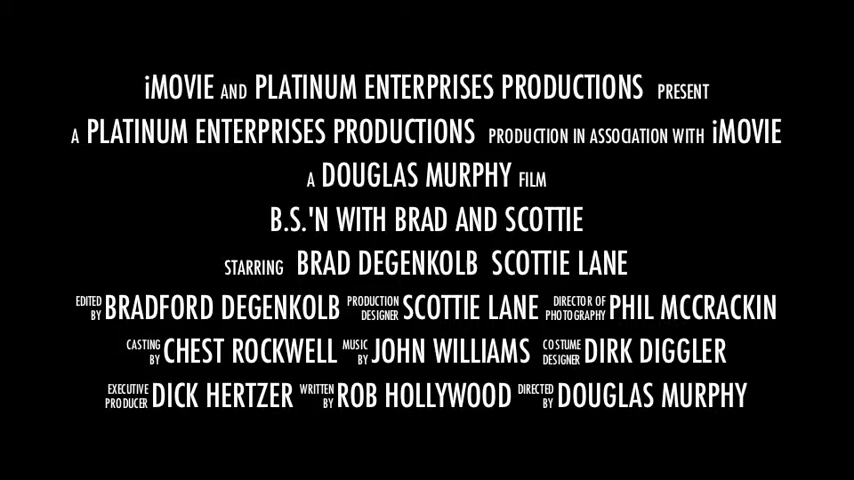 iMOVIE AND PLATINUM ENTERPRISES PRODUCTIONS PRESENT
A PLATINUM ENTERPRISES PRODUCTIONS PRODUCTION IN ASSOCIATION WITH iMOVIE
A DOUGLAS MURPHY FILM
B.S.'N WITH BRAD AND SCOTTIE
STARRING BRAD DEGENKOLB SCOTTIE LANE
EDITED BY BRADFORD DEGENKOLB PRODUCTION DESIGNER SCOTTIE LANE DIRECTOR OF PHOTOGRAPHY PHIL MCCRACKIN
CASTING BY CHEST ROCKWELL MUSIC BY JOHN WILLIAMS COSTUME DESIGNER DIRK DIGGLER
EXECUTIVE PRODUCER DICK HERTZER WRITTEN BY ROB HOLLYWOOD DIRECTED BY DOUGLAS MURPHY